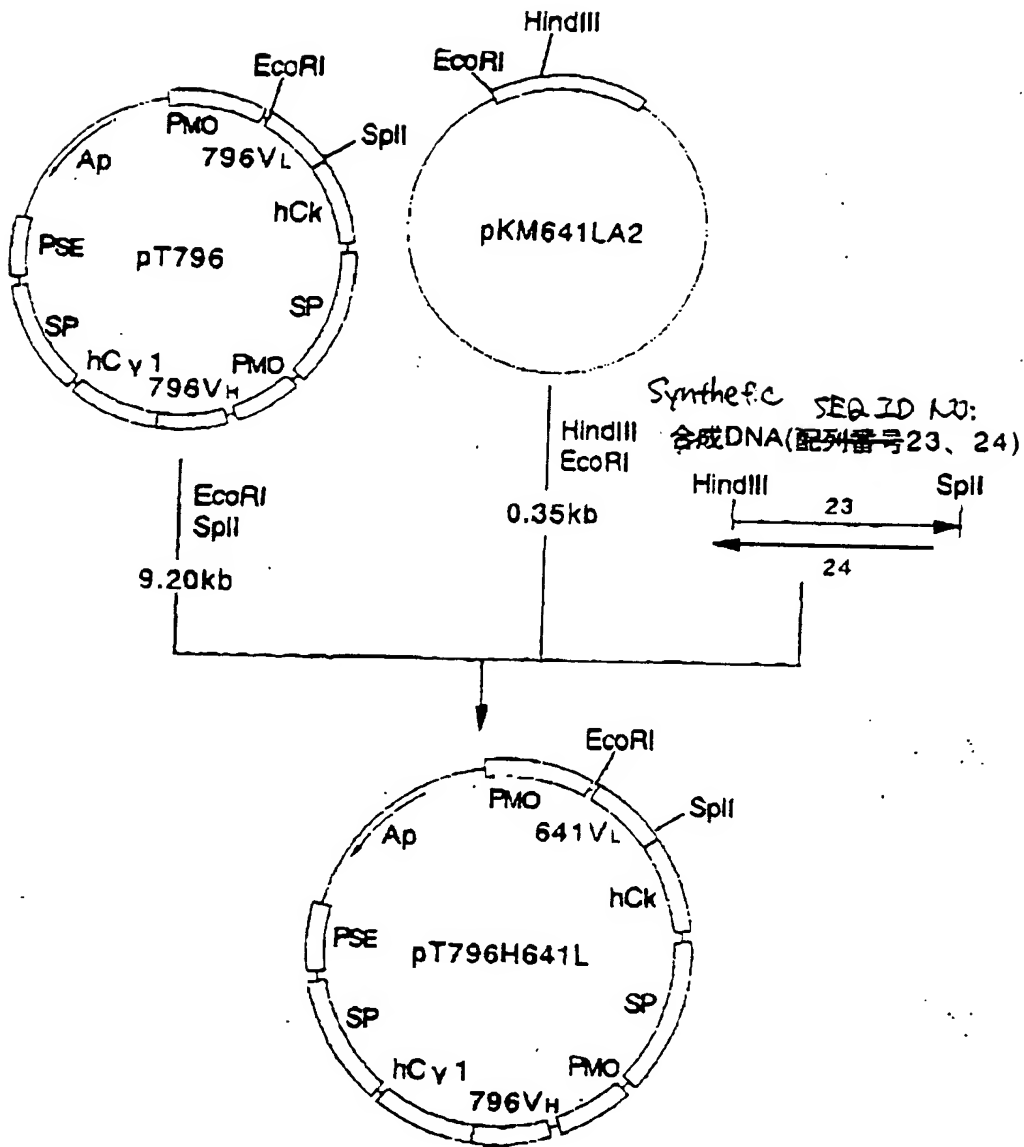 HindIII
EcoRI
EcoRI
PMO
SplI
796VL
Ap
hCk
PSE
pT796
pKM641LA2
SP
SP
hCγ1
PMO
796VH
Synthetic SEQ ID NO:
合成DNA(配列番号23、24)
HindIII
EcoRI
HindIII
SplI
EcoRI
SplI
0.35kb
23
24
9.20kb
EcoRI
PMO
SplI
641VL
Ap
hCk
PSE
pT796H641L
SP
SP
hCγ1
PMO
796VH